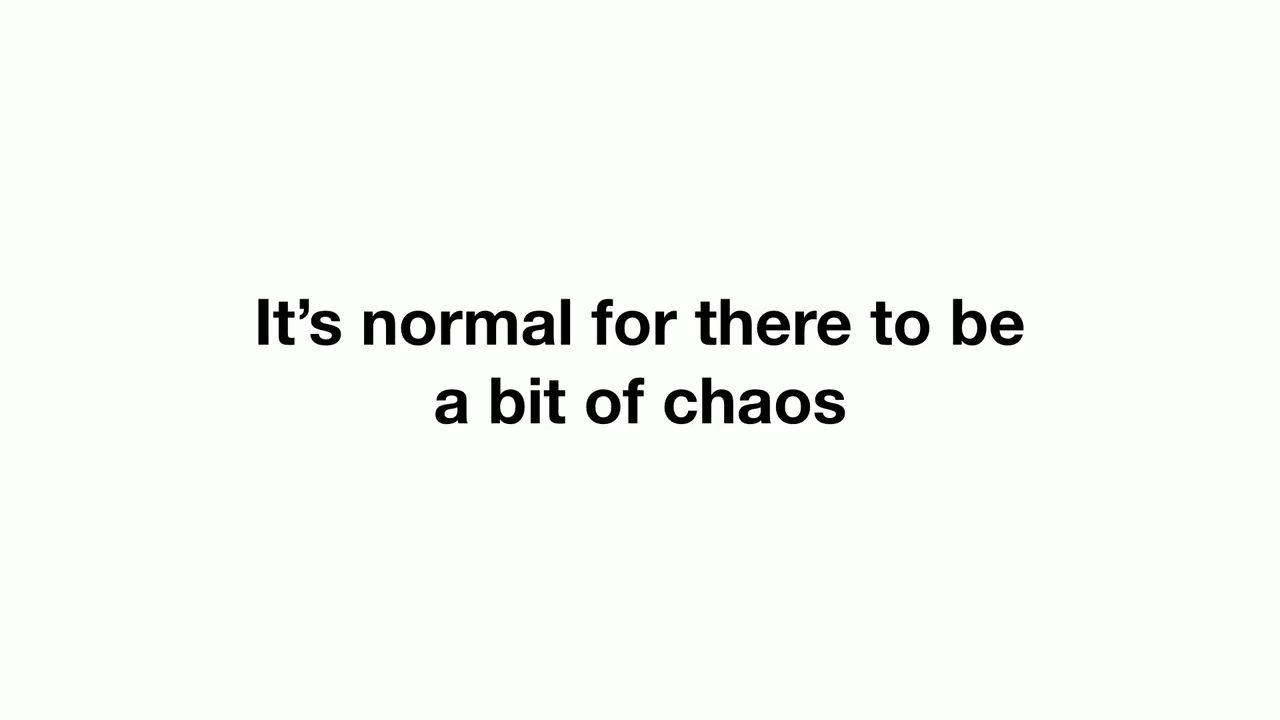 It’s normal for there to be
a bit of chaos